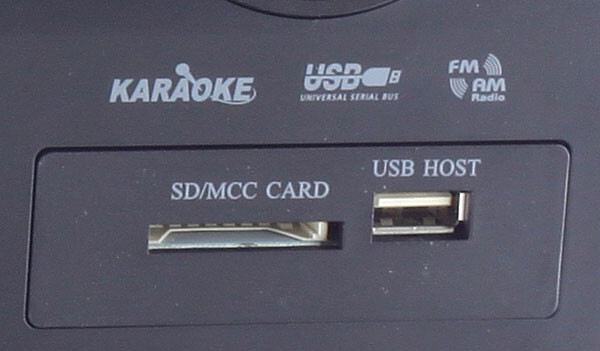 KARAOKE
USB
UNIVERSAL SERIAL BUS
FM
AM
Radio
USB HOST
SD/MCC CARD